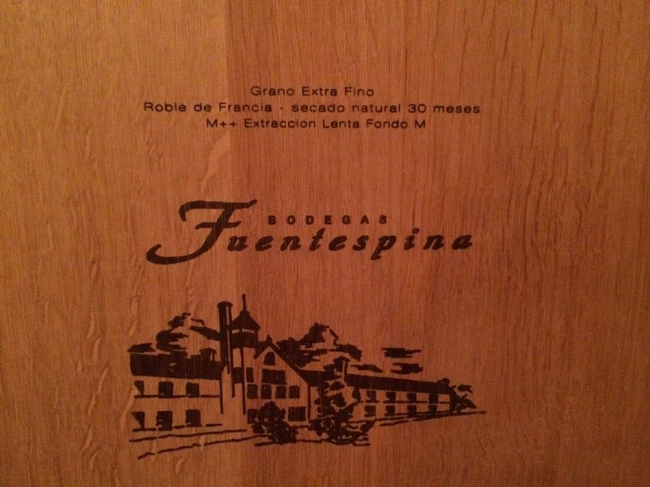 Grano Extra Fino
Roble de Francia - secado natural 30 meses
M++ Extraccion Lenta Fondo M
BODEGAS
Fuentespina